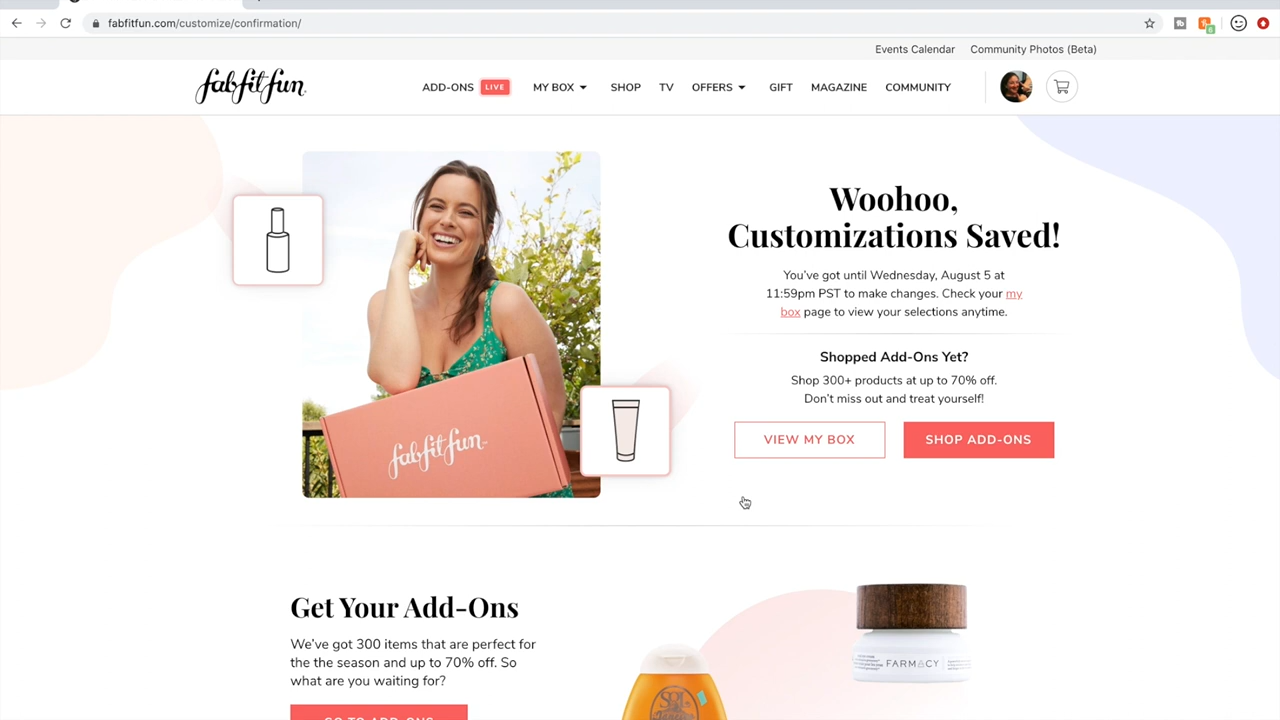 fabfitfun.com/customize/confirmation/
6
Events Calendar
Community Photos (Beta)
fabfitfun
ADD-ONS LIVE MY BOX SHOP TV OFFERS GIFT MAGAZINE COMMUNITY
Woohoo,
Customizations Saved!
You've got until Wednesday, August 5 at
11:59pm PST to make changes. Check your my
box page to view your selections anytime.
Shopped Add-Ons Yet?
Shop 300+ products at up to 70% off.
Don't miss out and treat yourself!
VIEW MY BOX
SHOP ADD-ONS
fabfitfun
Get Your Add-Ons
We've got 300 items that are perfect for
the the season and up to 70% off. So
what are you waiting for?
GO TO ADD-ONS
SOL
FARMACY